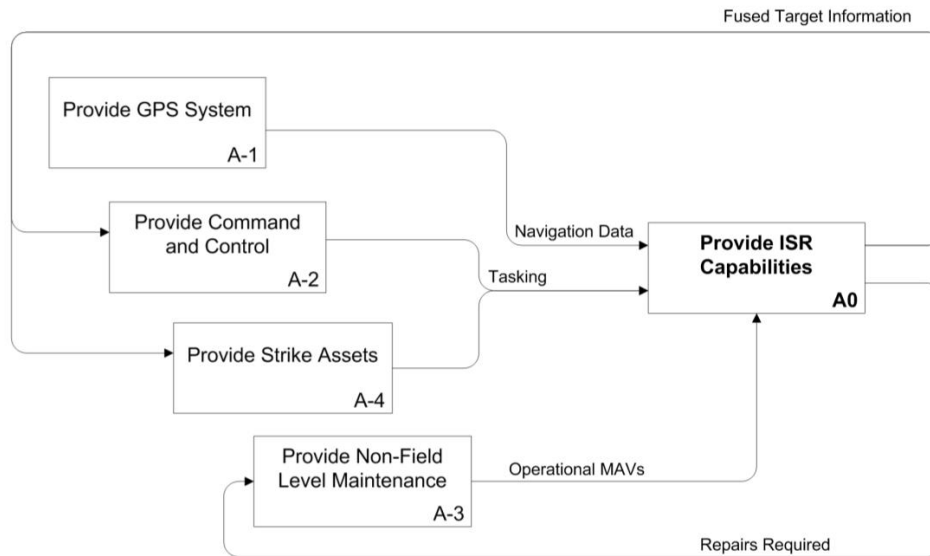 Fused Target Information
Provide GPS System
A-1
Provide Command
and Control
A-2
Navigation Data
Provide ISR
Capabilities
A0
Tasking
Provide Strike Assets
A-4
Provide Non-Field
Level Maintenance
A-3
Operational MAVs
Repairs Required